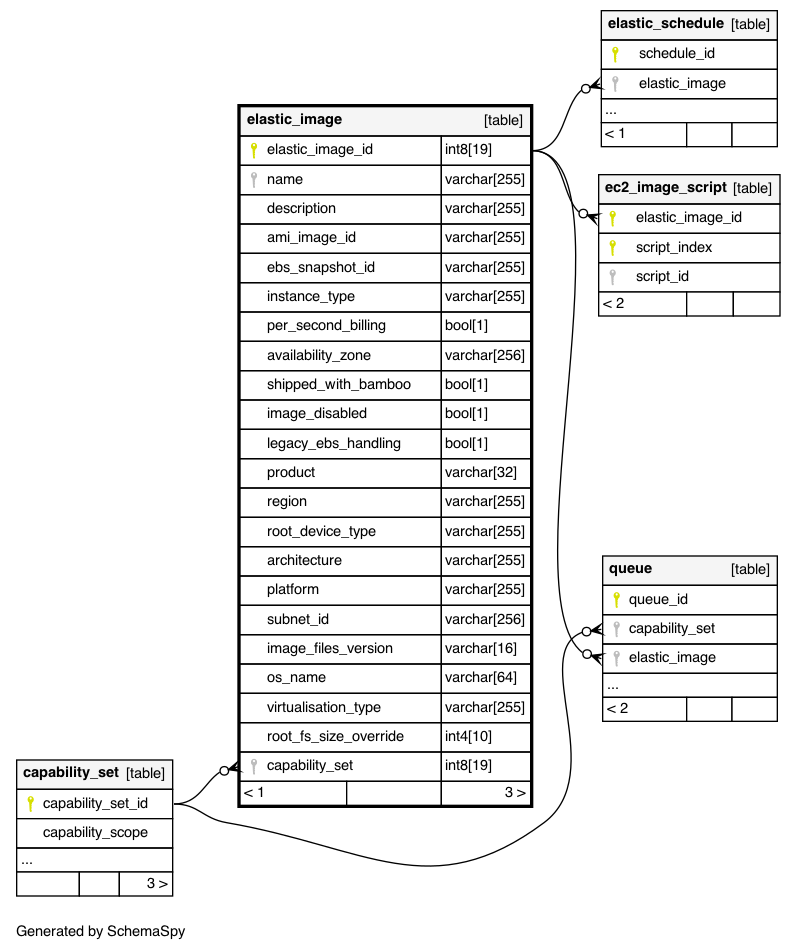 elastic_schedule [table]
schedule_id
elastic_image
...
< 1
elastic_image [table]
elastic_image_id int8[19]
name varchar[255]
description varchar[255]
ami_image_id varchar[255]
ebs_snapshot_id varchar[255]
instance_type varchar[255]
per_second_billing bool[1]
availability_zone varchar[256]
shipped_with_bamboo bool[1]
image_disabled bool[1]
legacy_ebs_handling bool[1]
product varchar[32]
region varchar[255]
root_device_type varchar[255]
architecture varchar[255]
platform varchar[255]
subnet_id varchar[256]
image_files_version varchar[16]
os_name varchar[64]
virtualisation_type varchar[255]
root_fs_size_override int4[10]
capability_set int8[19]
< 1 3 >
ec2_image_script [table]
elastic_image_id
script_index
script_id
< 2
queue [table]
queue_id
capability_set
elastic_image
...
< 2
capability_set [table]
capability_set_id
capability_scope
...
3 >
Generated by SchemaSpy